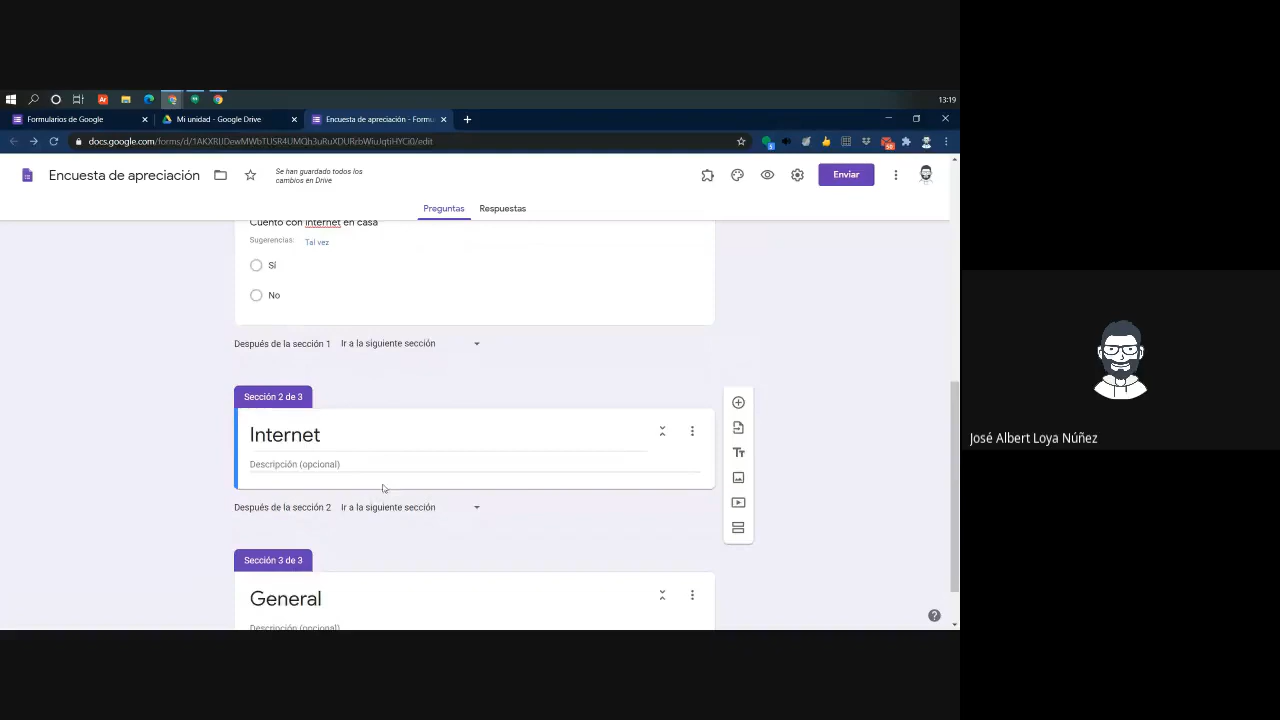 13:19
Formularios de Google
Mi unidad - Google Drive
Encuesta de apreciación - Formu
docs.google.com/forms/d/1AKXRlJDewMWbTUSR4UMQh3uRuXDURzbWiuJqtiHYCj0/edit
Encuesta de apreciación
Se han guardado todos los
cambios en Drive
Enviar
Preguntas
Respuestas
Cuento con internet en casa
Sugerencias:
Tal vez
Sí
No
Después de la sección 1
Ir a la siguiente sección
Sección 2 de 3
Internet
Descripción (opcional)
Después de la sección 2
Ir a la siguiente sección
Sección 3 de 3
General
Descripción (opcional)
José Albert Loya Núñez